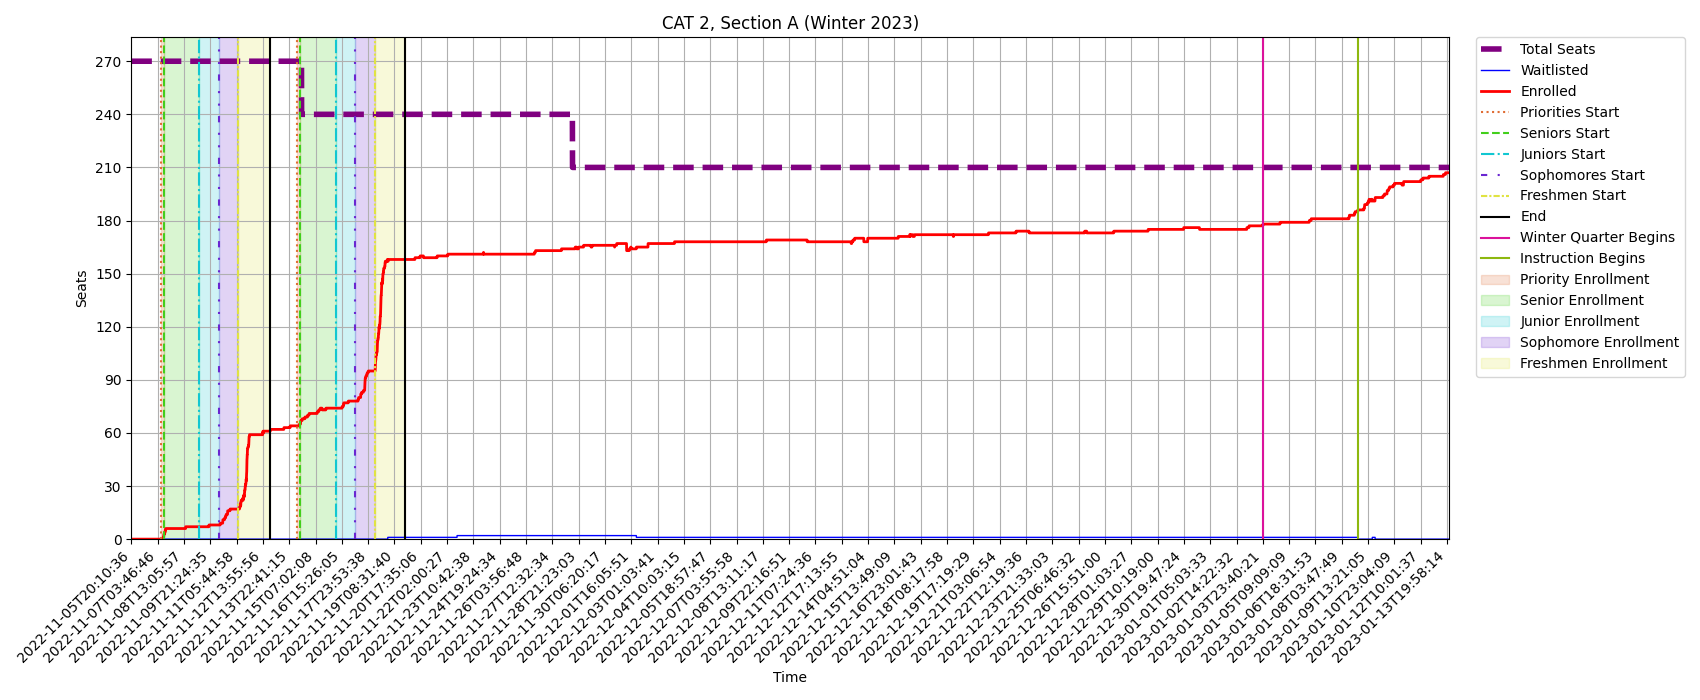 CAT 2, Section A (Winter 2023)
270
240
210
180
150
120
90
60
30
0
Seats
2022-11-05T20:10:36
2022-11-07T03:46:46
2022-11-08T13:05:57
2022-11-09T21:24:35
2022-11-11T05:44:58
2022-11-12T13:55:56
2022-11-13T22:41:15
2022-11-15T07:02:08
2022-11-16T15:26:05
2022-11-17T23:53:38
2022-11-19T08:31:40
2022-11-20T17:35:06
2022-11-22T02:00:27
2022-11-23T10:42:38
2022-11-24T19:24:34
2022-11-26T03:56:48
2022-11-27T12:32:34
2022-11-28T21:23:03
2022-11-30T06:20:17
2022-12-01T16:05:51
2022-12-03T01:03:41
2022-12-04T10:03:15
2022-12-05T18:57:47
2022-12-07T03:55:58
2022-12-08T13:11:17
2022-12-09T22:16:51
2022-12-11T07:24:36
2022-12-12T17:13:55
2022-12-14T04:51:04
2022-12-15T13:49:09
2022-12-16T23:01:43
2022-12-18T08:17:58
2022-12-19T17:19:29
2022-12-21T03:06:54
2022-12-22T12:19:36
2022-12-23T21:33:03
2022-12-25T06:46:32
2022-12-26T15:51:00
2022-12-28T01:03:27
2022-12-29T10:19:00
2022-12-30T19:47:24
2023-01-01T05:03:33
2023-01-02T14:22:32
2023-01-03T23:40:21
2023-01-05T09:09:09
2023-01-06T18:31:53
2023-01-08T03:47:49
2023-01-09T13:21:05
2023-01-10T23:04:09
2023-01-12T10:01:37
2023-01-13T19:58:14
Time
Total Seats
Waitlisted
Enrolled
Priorities Start
Seniors Start
Juniors Start
Sophomores Start
Freshmen Start
End
Winter Quarter Begins
Instruction Begins
Priority Enrollment
Senior Enrollment
Junior Enrollment
Sophomore Enrollment
Freshmen Enrollment